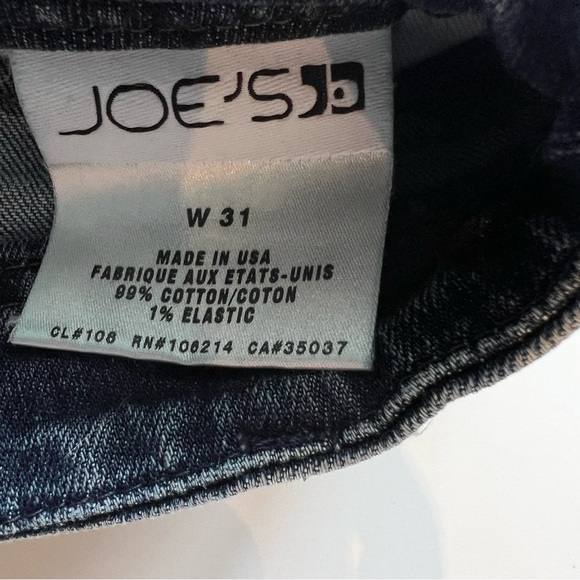 JOE'S
W 31
MADE IN USA
FABRIQUE AUX ETATS-UNIS
99% COTTON/COTON
1% ELASTIC
CL#108 RN#106214 CA#35037